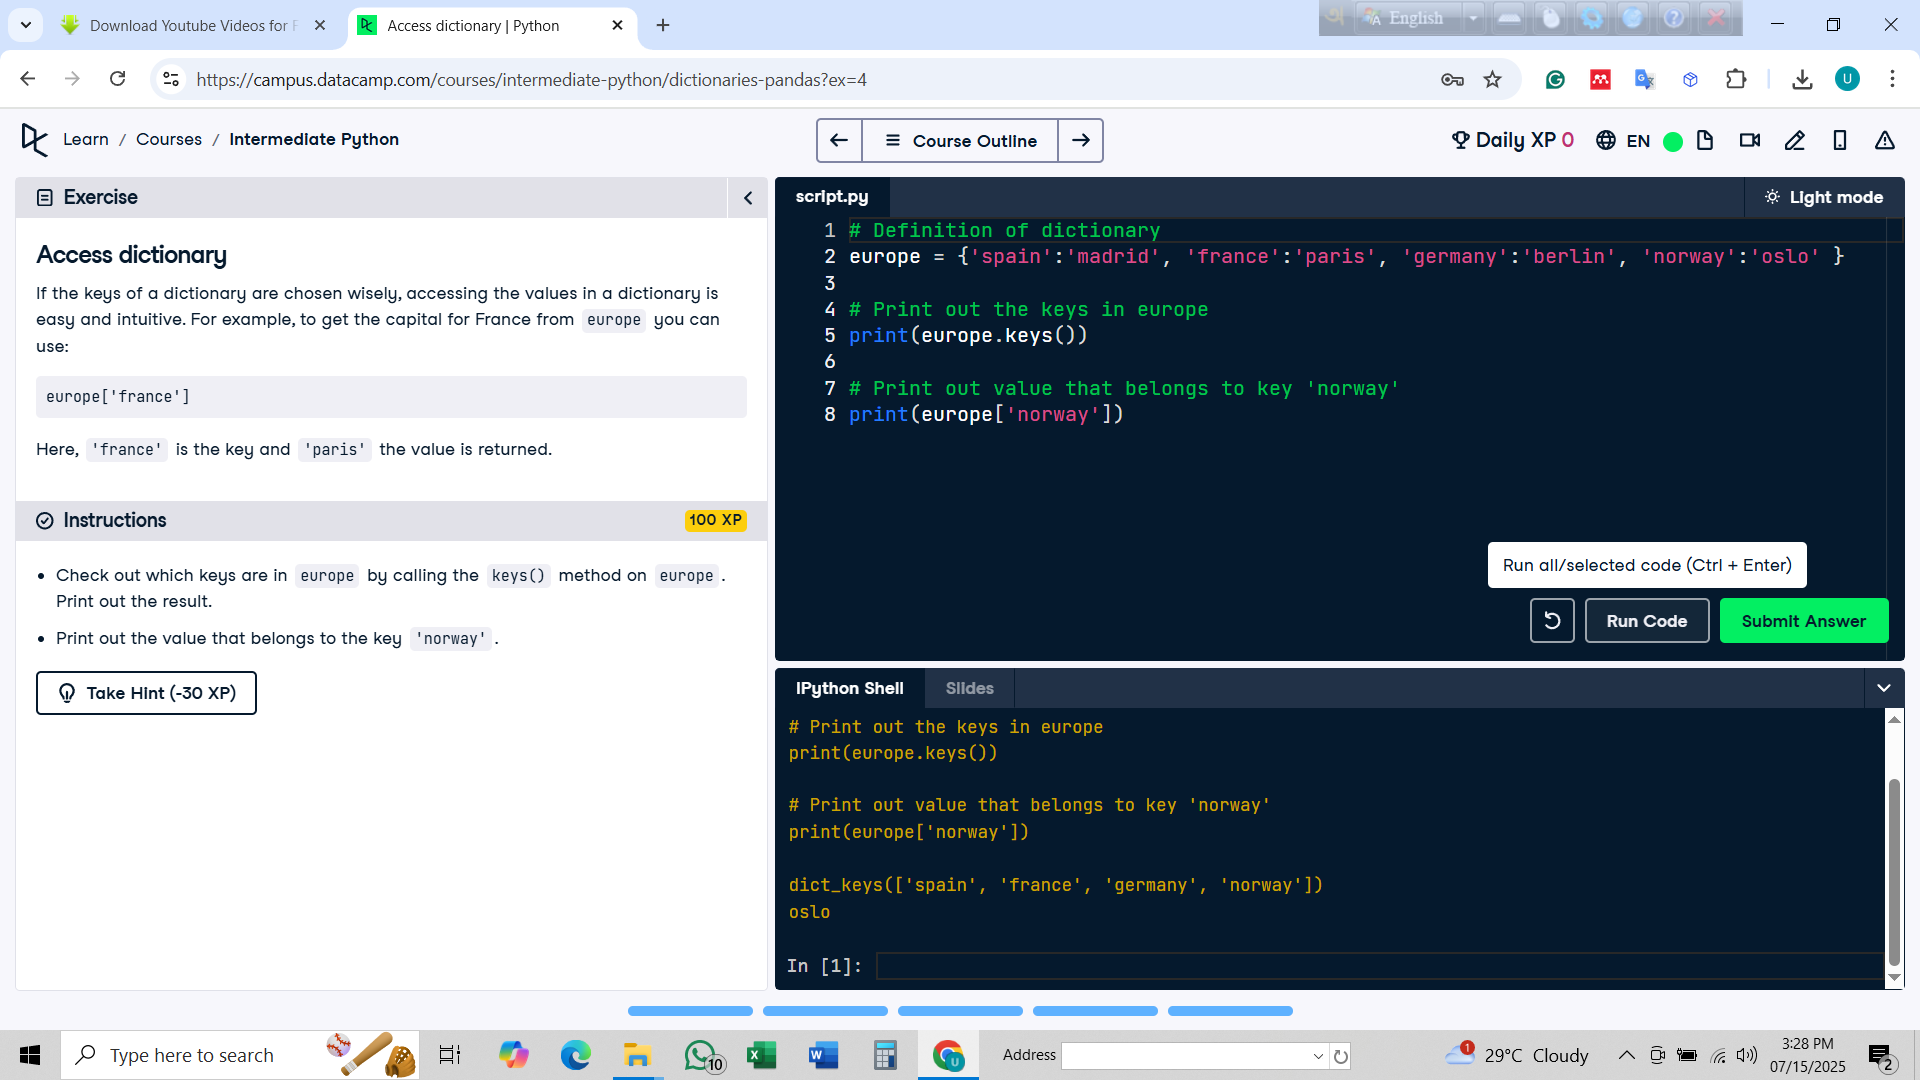 Download Youtube Videos for F
Access dictionary | Python
English
https://campus.datacamp.com/courses/intermediate-python/dictionaries-pandas?ex=4
U
Learn / Courses / Intermediate Python
Course Outline
Daily XP 0
EN
Exercise
Access dictionary
If the keys of a dictionary are chosen wisely, accessing the values in a dictionary is
easy and intuitive. For example, to get the capital for France from europe you can
use:
europe['france']
Here, 'france' is the key and 'paris' the value is returned.
Instructions
100 XP
• Check out which keys are in europe by calling the keys() method on europe.
Print out the result.
• Print out the value that belongs to the key 'norway'.
Take Hint (-30 XP)
script.py
Light mode
1 # Definition of dictionary
2 europe = {'spain':'madrid', 'france':'paris', 'germany':'berlin', 'norway':'oslo' }
3
4 # Print out the keys in europe
5 print(europe.keys())
6
7 # Print out value that belongs to key 'norway'
8 print(europe['norway'])
Run all/selected code (Ctrl + Enter)
Run Code
Submit Answer
IPython Shell
Slides
# Print out the keys in europe
print(europe.keys())
# Print out value that belongs to key 'norway'
print(europe['norway'])
dict_keys(['spain', 'france', 'germany', 'norway'])
oslo
In [1]:
Type here to search
10
Address
1
29°C Cloudy
3:28 PM
07/15/2025
2